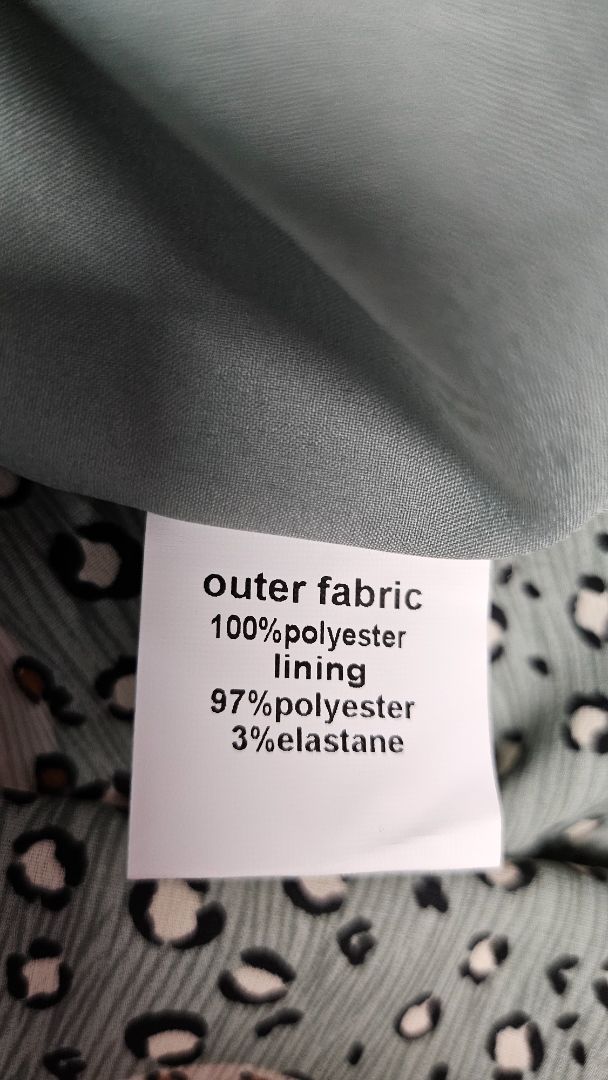 outer fabric
100%polyester
lining
97%polyester
3%elastane